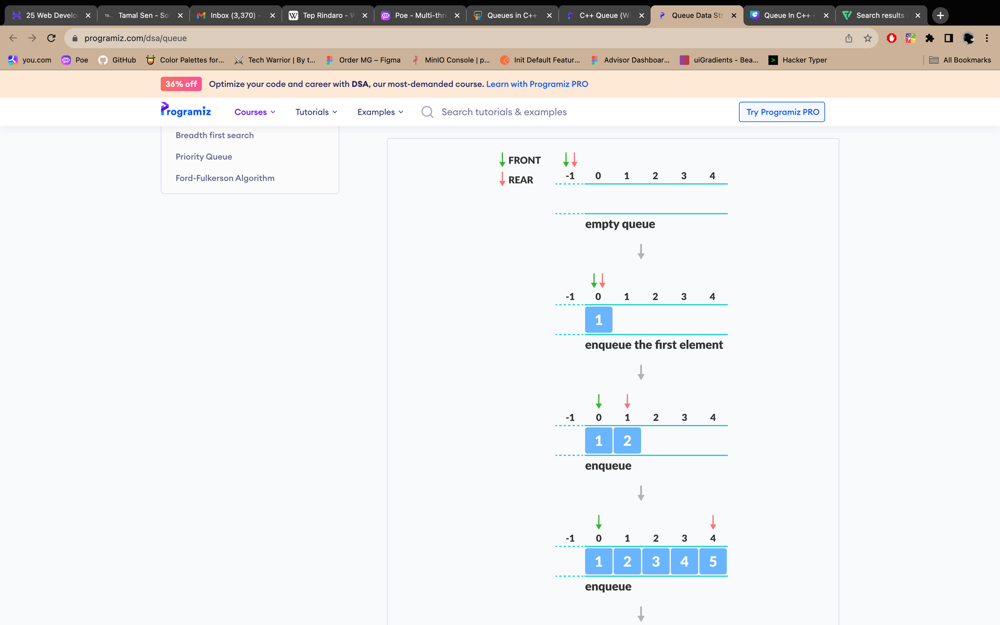 25 Web Develo
TS.. Tamal Sen - So
Inbox (3,370) -
Tep Rindaro - W
Poe - Multi-thre
Queues in C++
C++ Queue (Wi
Queue Data Str
Queue In C++ -
Search results
programiz.com/dsa/queue
you.com Poe GitHub Color Palettes for... Tech Warrior | By t... Order MG – Figma MinIO Console | p... Init Default Featur... Advisor Dashboar... uiGradients - Bea... Hacker Typer All Bookmarks
36% off Optimize your code and career with DSA, our most-demanded course. Learn with Programiz PRO
Programiz Courses Tutorials Examples Search tutorials & examples Try Programiz PRO
Breadth first search
Priority Queue
Ford-Fulkerson Algorithm
FRONT
REAR
-1 0 1 2 3 4
empty queue
-1 0 1 2 3 4
1
enqueue the first element
-1 0 1 2 3 4
1 2
enqueue
-1 0 1 2 3 4
1 2 3 4 5
enqueue